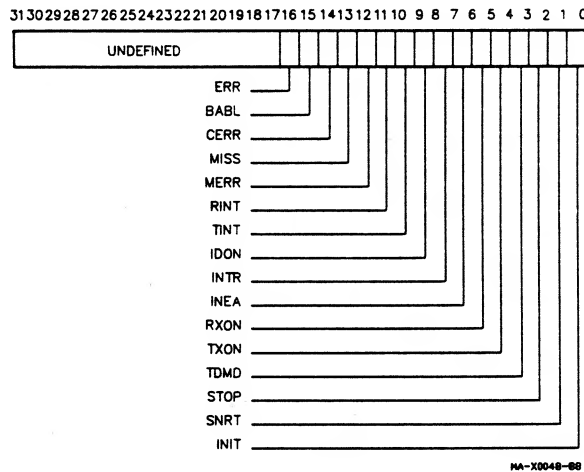 31 30 29 28 27 26 25 24 23 22 21 20 19 18 17 16 15 14 13 12 11 10 9 8 7 6 5 4 3 2 1 0
UNDEFINED
ERR
BABL
CERR
MISS
MERR
RINT
TINT
IDON
INTR
INEA
RXON
TXON
TDMD
STOP
SNRT
INIT
MA-X0049-88